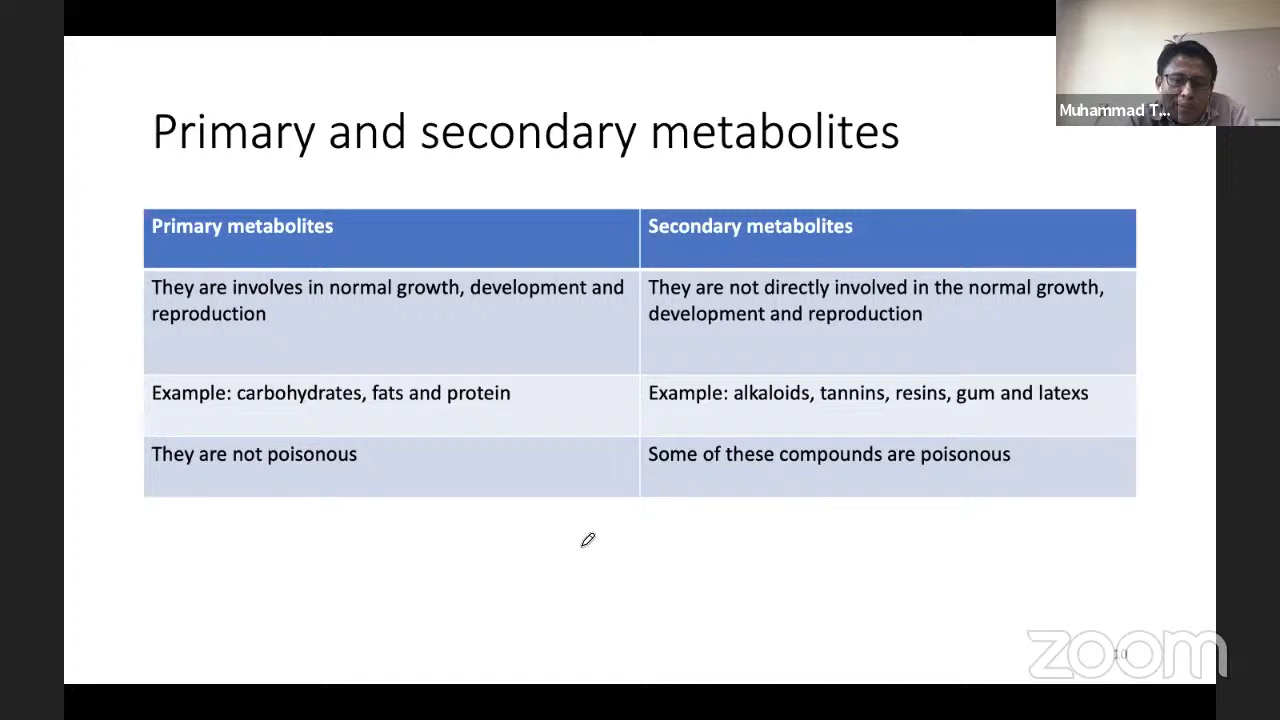 Muhammad T...
Primary and secondary metabolites
Primary metabolites
Secondary metabolites
They are involves in normal growth, development and
reproduction
They are not directly involved in the normal growth,
development and reproduction
Example: carbohydrates, fats and protein
Example: alkaloids, tannins, resins, gum and latexs
They are not poisonous
Some of these compounds are poisonous
zoom
10